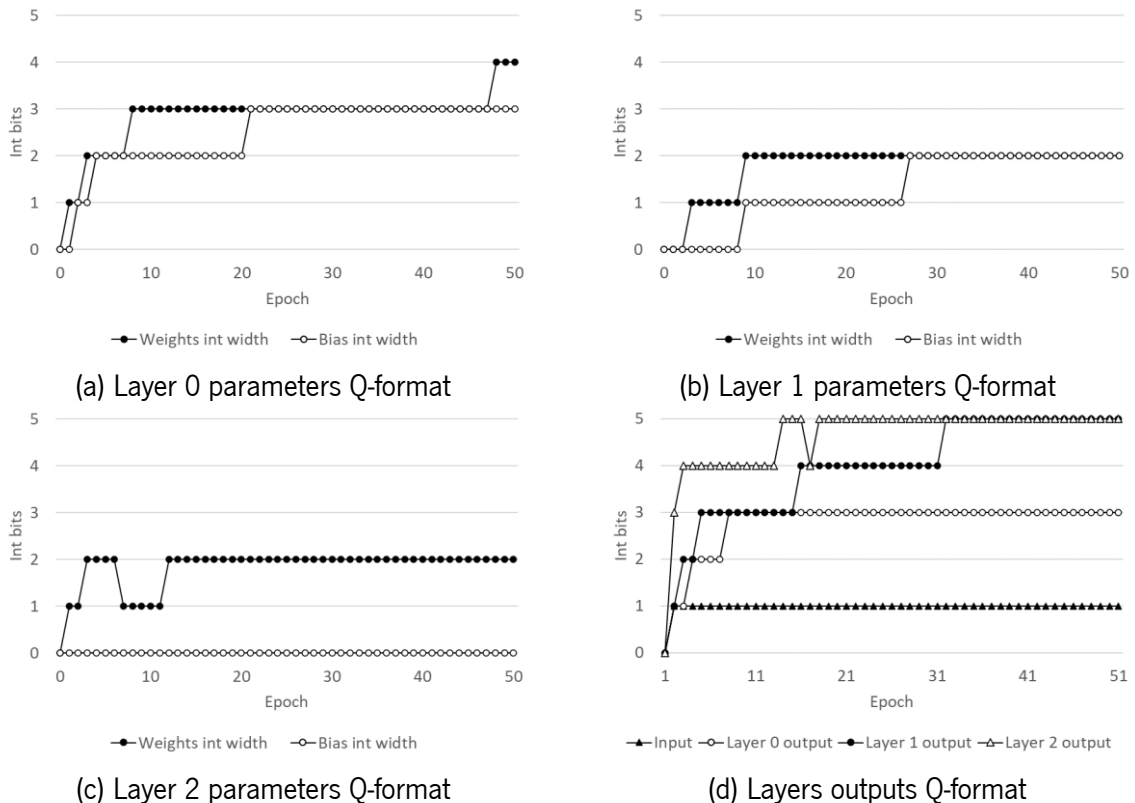 5
4
3
2
1
0
Int bits
0 10 20 30 40 50
Epoch
Weights int width Bias int width
(a) Layer 0 parameters Q-format
5
4
3
2
1
0
Int bits
0 10 20 30 40 50
Epoch
Weights int width Bias int width
(b) Layer 1 parameters Q-format
5
4
3
2
1
0
Int bits
0 10 20 30 40 50
Epoch
Weights int width Bias int width
(c) Layer 2 parameters Q-format
5
4
3
2
1
0
Int bits
1 11 21 31 41 51
Epoch
Input Layer 0 output Layer 1 output Layer 2 output
(d) Layers outputs Q-format